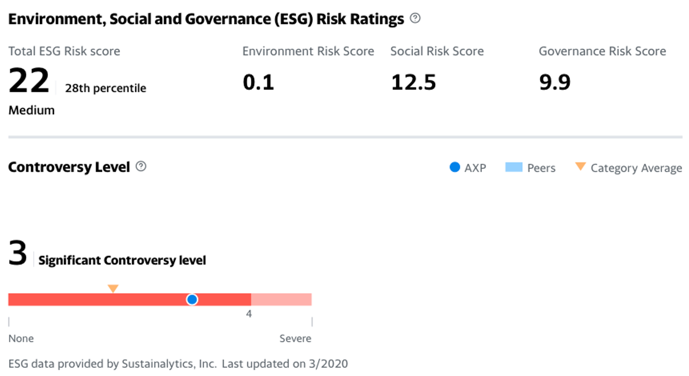 Environment, Social and Governance (ESG) Risk Ratings
Total ESG Risk score
Environment Risk Score
Social Risk Score
Governance Risk Score
22
28th percentile
0.1
12.5
9.9
Medium
Controversy Level
AXP
Peers
Category Average
3
Significant Controversy level
4
None
Severe
ESG data provided by Sustainalytics, Inc. Last updated on 3/2020